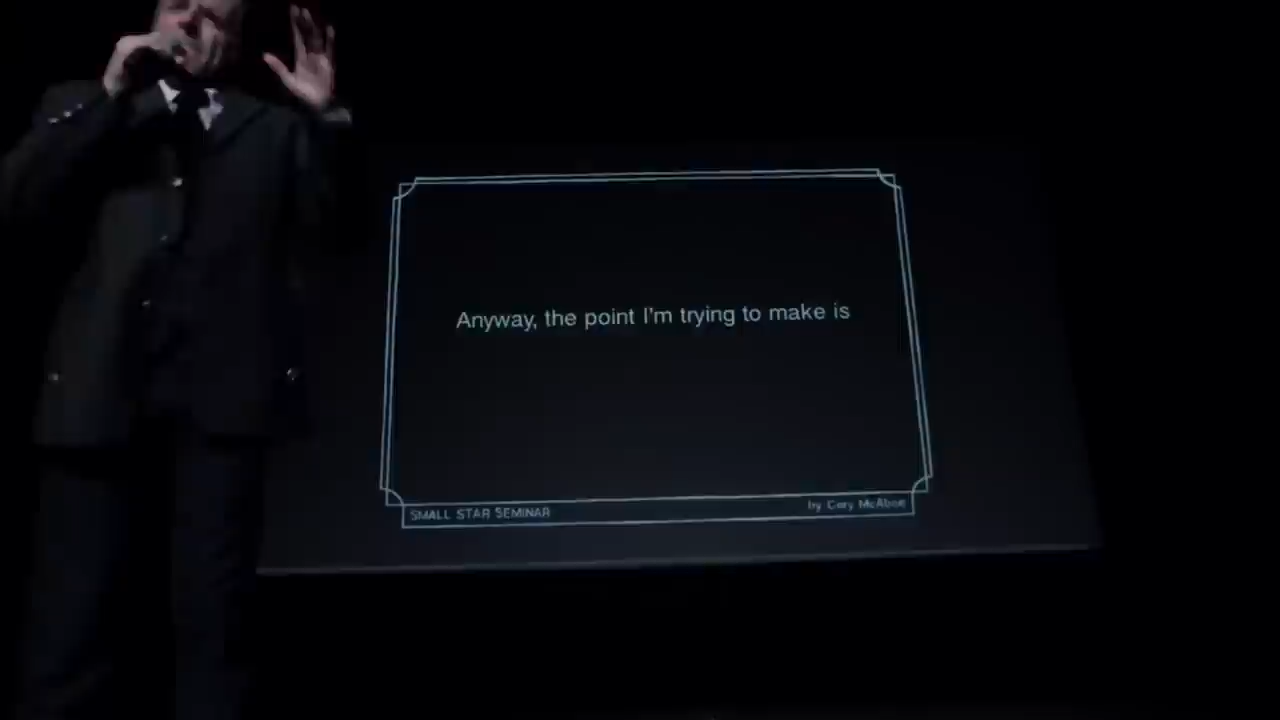 Anyway, the point I'm trying to make is
SMALL STAR SEMINAR
by Cory McAbee